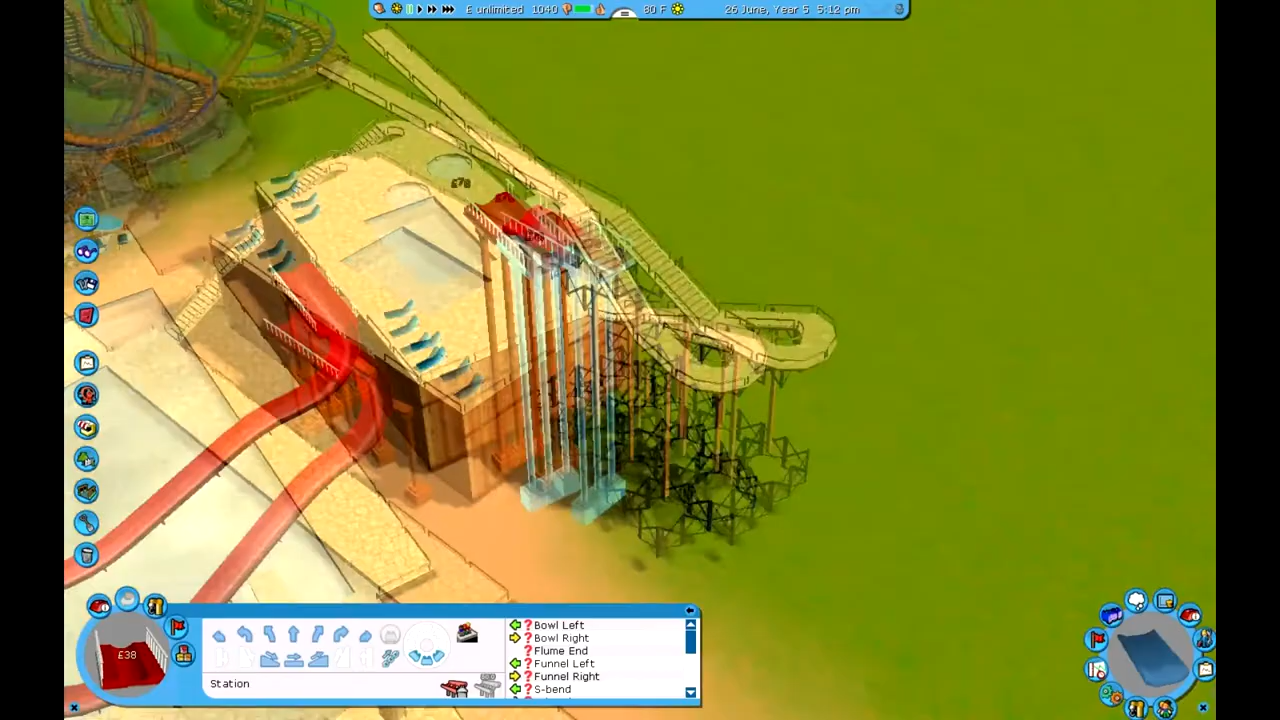 £ unlimited 1040 80 F 26 June, Year 5 5:12 pm
£38
Station
Bowl Left
Bowl Right
Flume End
Funnel Left
Funnel Right
S-bend